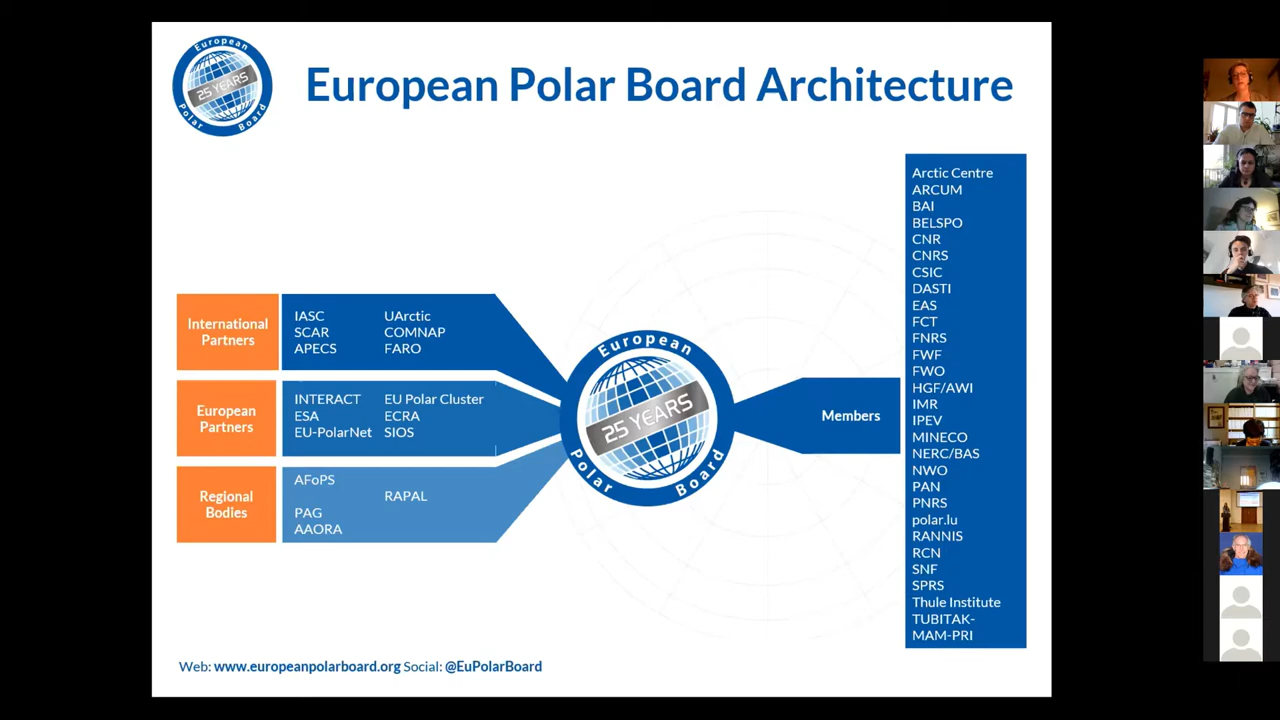 European
25 YEARS
Polar Board
European Polar Board Architecture
International
Partners
IASC
SCAR
APECS
UArctic
COMNAP
FARO
European
Partners
INTERACT
ESA
EU-PolarNet
EU Polar Cluster
ECRA
SIOS
Regional
Bodies
AFoPS
PAG
AAORA
RAPAL
European
25 YEARS
Polar Board
Members
Arctic Centre
ARCUM
BAI
BELSPO
CNR
CNRS
CSIC
DASTI
EAS
FCT
FNRS
FWF
FWO
HGF/AWI
IMR
IPEV
MINECO
NERC/BAS
NWO
PAN
PNRS
polar.lu
RANNIS
RCN
SNF
SPRS
Thule Institute
TUBITAK-
MAM-PRI
Web: www.europeanpolarboard.org Social: @EuPolarBoard